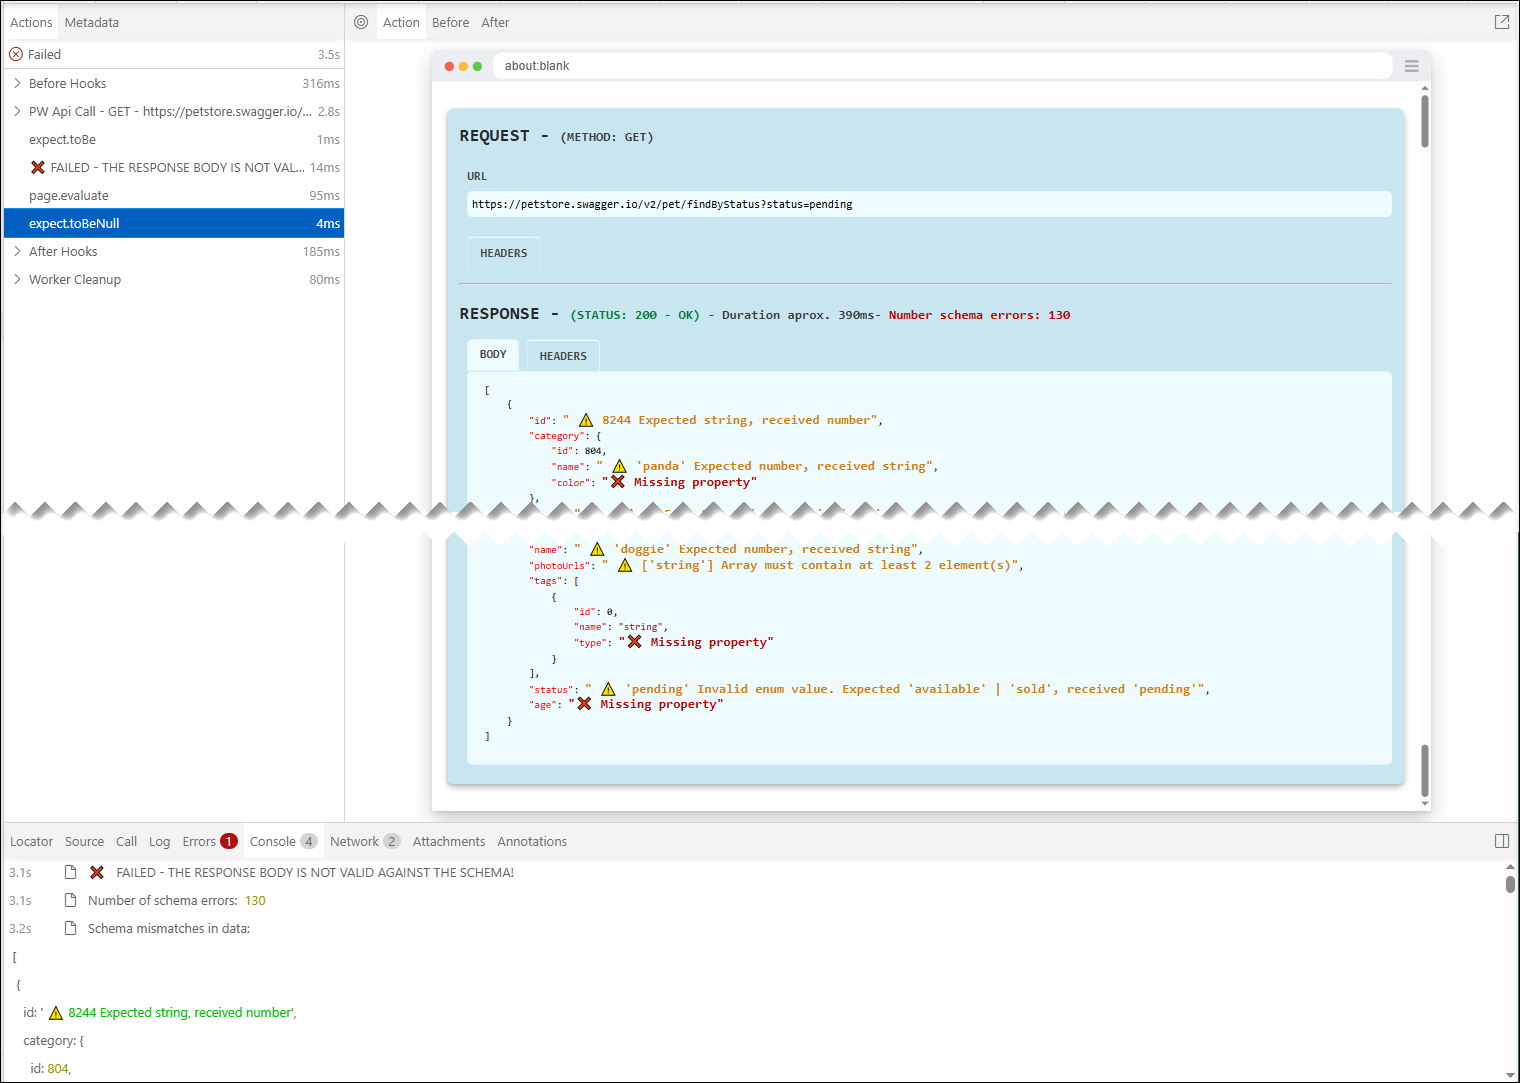 Actions Metadata
Failed 3.5s
Before Hooks 316ms
PW Api Call - GET - https://petstore.swagger.io/... 2.8s
expect.toBe 1ms
❌ FAILED - THE RESPONSE BODY IS NOT VAL... 14ms
page.evaluate 95ms
expect.toBeNull 4ms
After Hooks 185ms
Worker Cleanup 80ms
Action Before After
about:blank
REQUEST - (METHOD: GET)
URL
https://petstore.swagger.io/v2/pet/findByStatus?status=pending
HEADERS
RESPONSE - (STATUS: 200 - OK) - Duration aprox. 390ms- Number schema errors: 130
BODY HEADERS
[
{
"id": " ⚠️ 8244 Expected string, received number",
"category": {
"id": 804,
"name": " ⚠️ 'panda' Expected number, received string",
"color": "❌ Missing property"
},
"name": " ⚠️ 'doggie' Expected number, received string",
"photoUrls": " ⚠️ ['string'] Array must contain at least 2 element(s)",
"tags": [
{
"id": 0,
"name": "string",
"type": "❌ Missing property"
}
],
"status": " ⚠️ 'pending' Invalid enum value. Expected 'available' | 'sold', received 'pending'",
"age": "❌ Missing property"
}
]
Locator Source Call Log Errors 1 Console 4 Network 2 Attachments Annotations
3.1s ❌ FAILED - THE RESPONSE BODY IS NOT VALID AGAINST THE SCHEMA!
3.1s Number of schema errors: 130
3.2s Schema mismatches in data:
[
{
id: ' ⚠️ 8244 Expected string, received number',
category: {
id: 804,